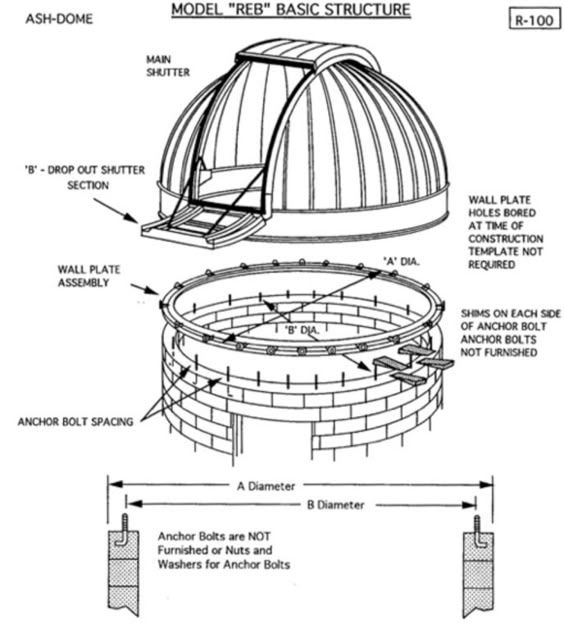 ASH-DOME
MODEL "REB" BASIC STRUCTURE
R-100
MAIN
SHUTTER
'B' - DROP OUT SHUTTER
SECTION
WALL PLATE
HOLES BORED
AT TIME OF
CONSTRUCTION
TEMPLATE NOT
REQUIRED
'A' DIA.
WALL PLATE
ASSEMBLY
'B' DIA.
SHIMS ON EACH SIDE
OF ANCHOR BOLT
ANCHOR BOLTS
NOT FURNISHED
ANCHOR BOLT SPACING
A Diameter
B Diameter
Anchor Bolts are NOT
Furnished or Nuts and
Washers for Anchor Bolts